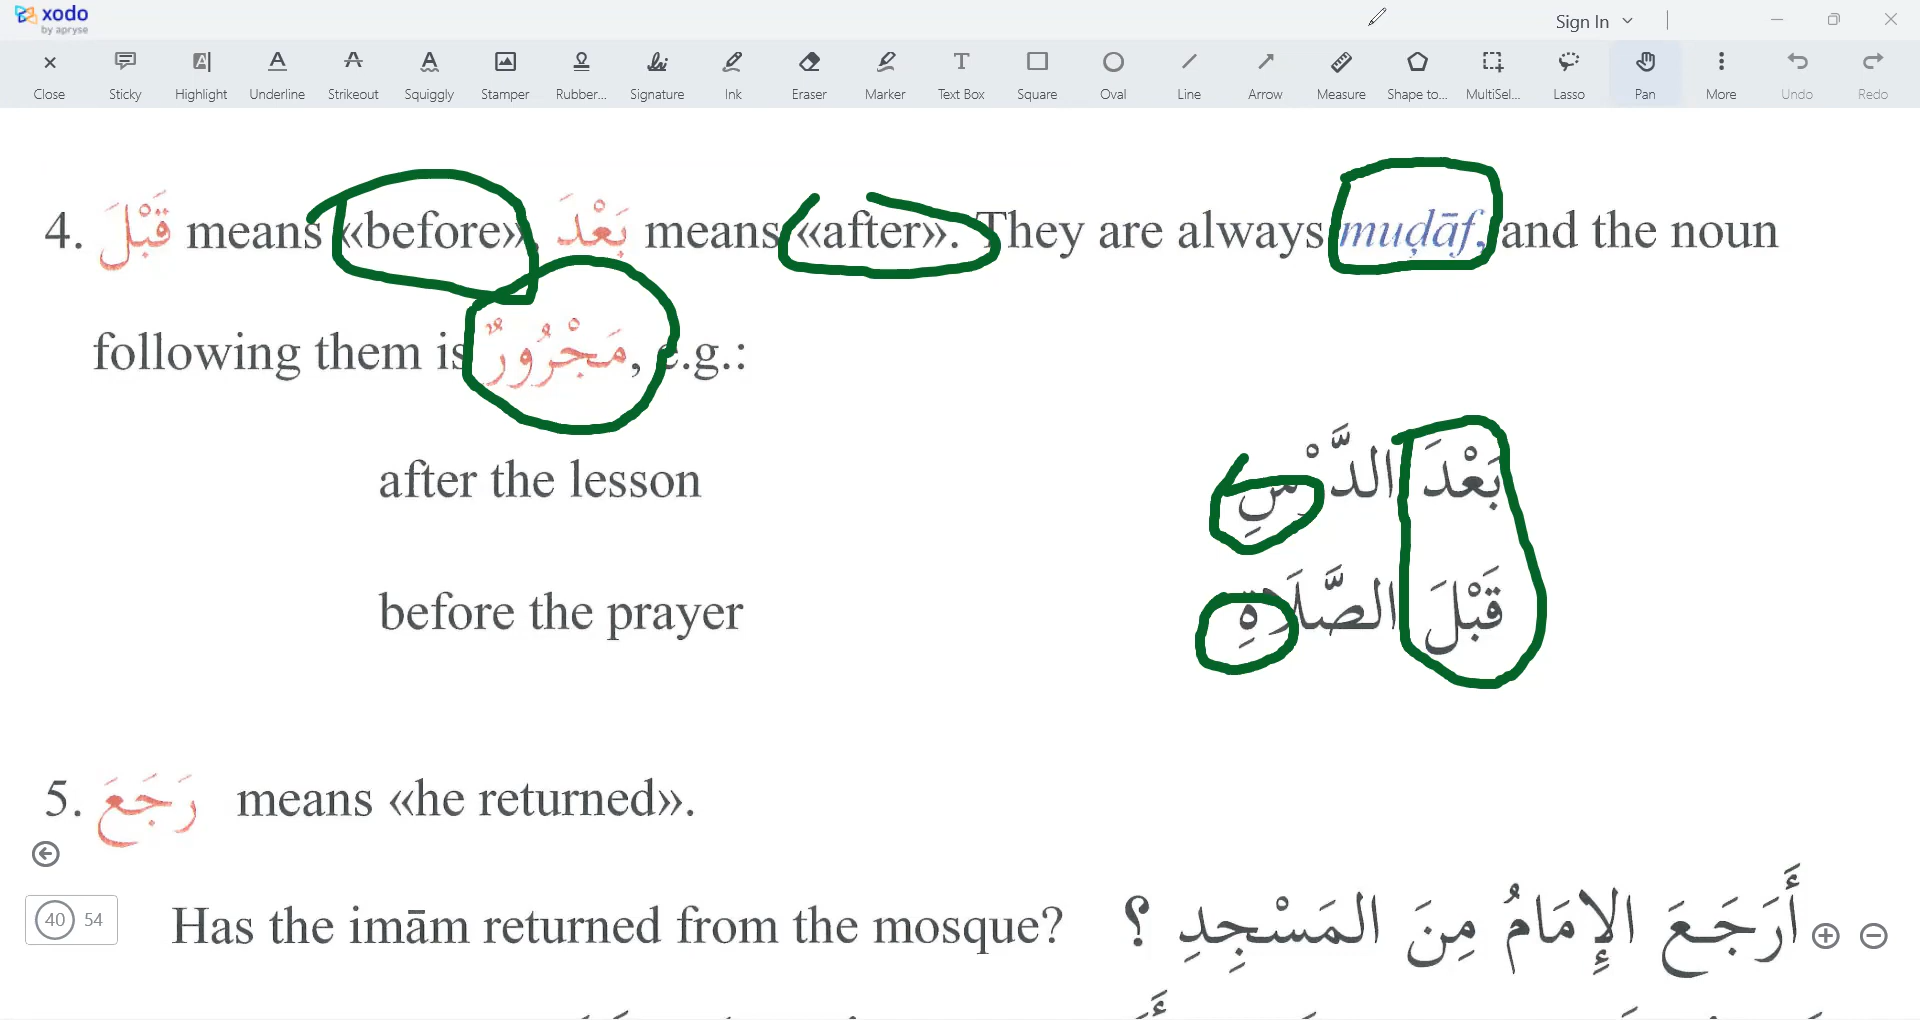 xodo
by apryse
Sign In
Close Sticky Highlight Underline Strikeout Squiggly Stamper Rubber... Signature Ink Eraser Marker Text Box Square Oval Line Arrow Measure Shape to... MultiSel... Lasso Pan More Undo Redo
4. قَبْلَ means «before», بَعْدَ means «after». They are always muḍāf, and the noun
following them is مَجْرُورٌ, e.g.:
after the lesson بَعْدَ الدَّرْسِ
before the prayer قَبْلَ الصَّلَاةِ
5. رَجَعَ means «he returned».
Has the imām returned from the mosque? أَرَجَعَ الإِمَامُ مِنَ المَسْجِدِ ؟
40 54